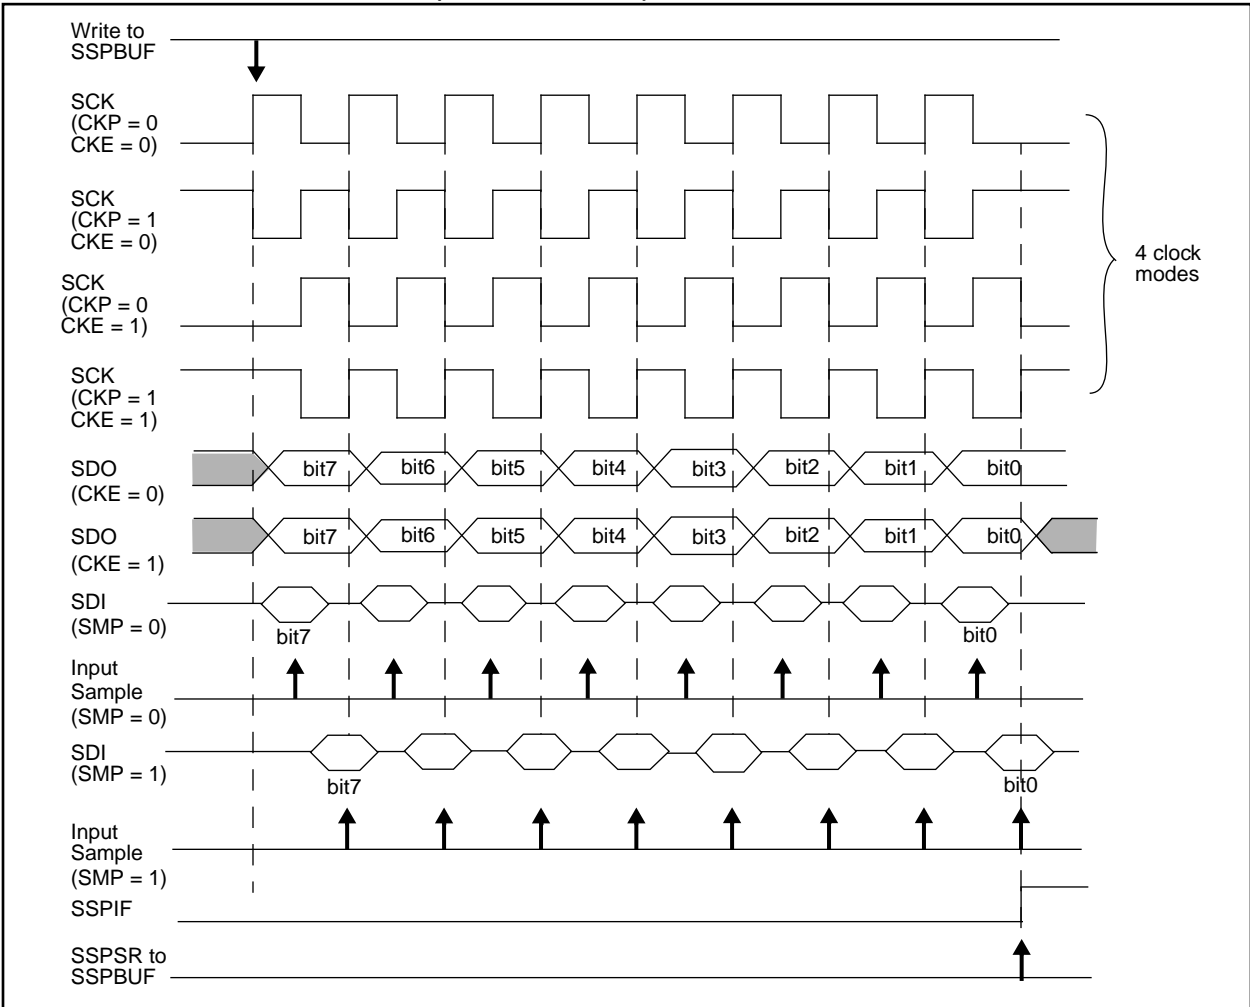 Write to
SSPBUF
SCK
(CKP = 0
CKE = 0)
SCK
(CKP = 1
CKE = 0)
SCK
(CKP = 0
CKE = 1)
SCK
(CKP = 1
CKE = 1)
4 clock
modes
SDO
(CKE = 0)
bit7 bit6 bit5 bit4 bit3 bit2 bit1 bit0
SDO
(CKE = 1)
bit7 bit6 bit5 bit4 bit3 bit2 bit1 bit0
SDI
(SMP = 0)
bit7 bit0
Input
Sample
(SMP = 0)
SDI
(SMP = 1)
bit7 bit0
Input
Sample
(SMP = 1)
SSPIF
SSPSR to
SSPBUF